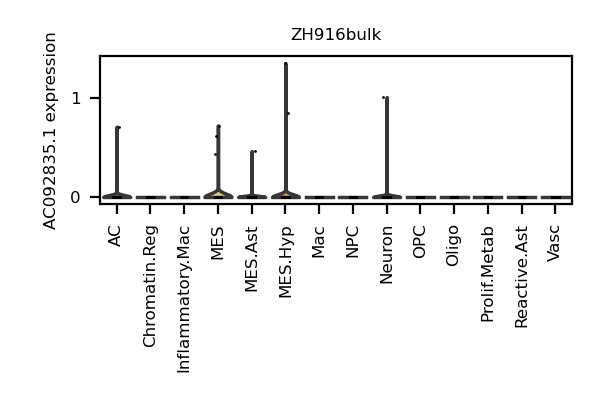 ZH916bulk
AC092835.1 expression
1
0
AC
Chromatin.Reg
Inflammatory.Mac
MES
MES.Ast
MES.Hyp
Mac
NPC
Neuron
OPC
Oligo
Prolif.Metab
Reactive.Ast
Vasc